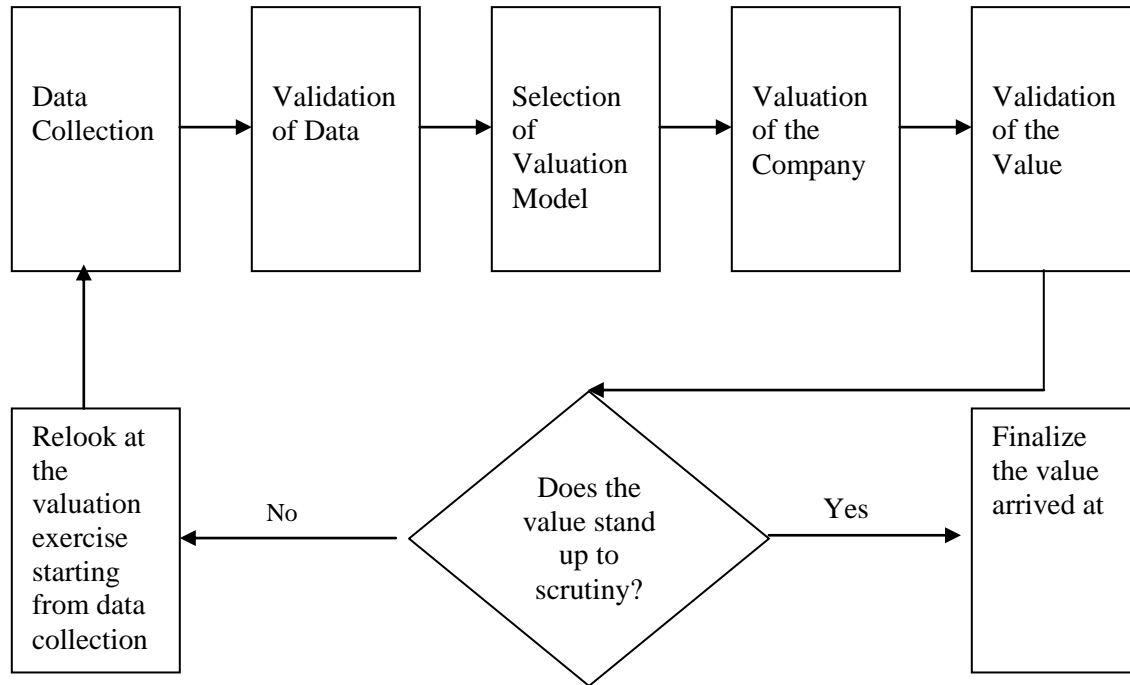 Data
Collection
Validation
of Data
Selection
of
Valuation
Model
Valuation
of the
Company
Validation
of the
Value
Relook at
the
valuation
exercise
starting
from data
collection
No
Does the
value stand
up to
scrutiny?
Yes
Finalize
the value
arrived at